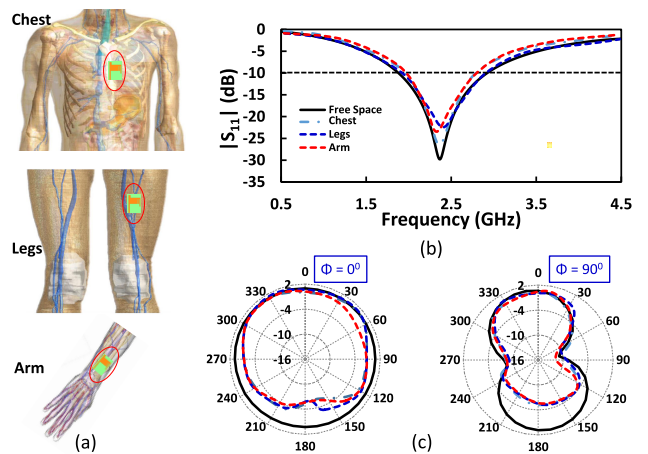 Chest
Legs
Arm
(a)
0
-5
-10
-15
-20
-25
-30
-35
|S11| (dB)
Free Space
Chest
Legs
Arm
0.5 1.5 2.5 3.5 4.5
Frequency (GHz)
(b)
Φ = 0⁰
0
30
60
90
120
150
180
210
240
270
300
330
2
-4
-10
-16
Φ = 90⁰
0
30
60
90
120
150
180
210
240
270
300
330
2
-4
-10
-16
(c)